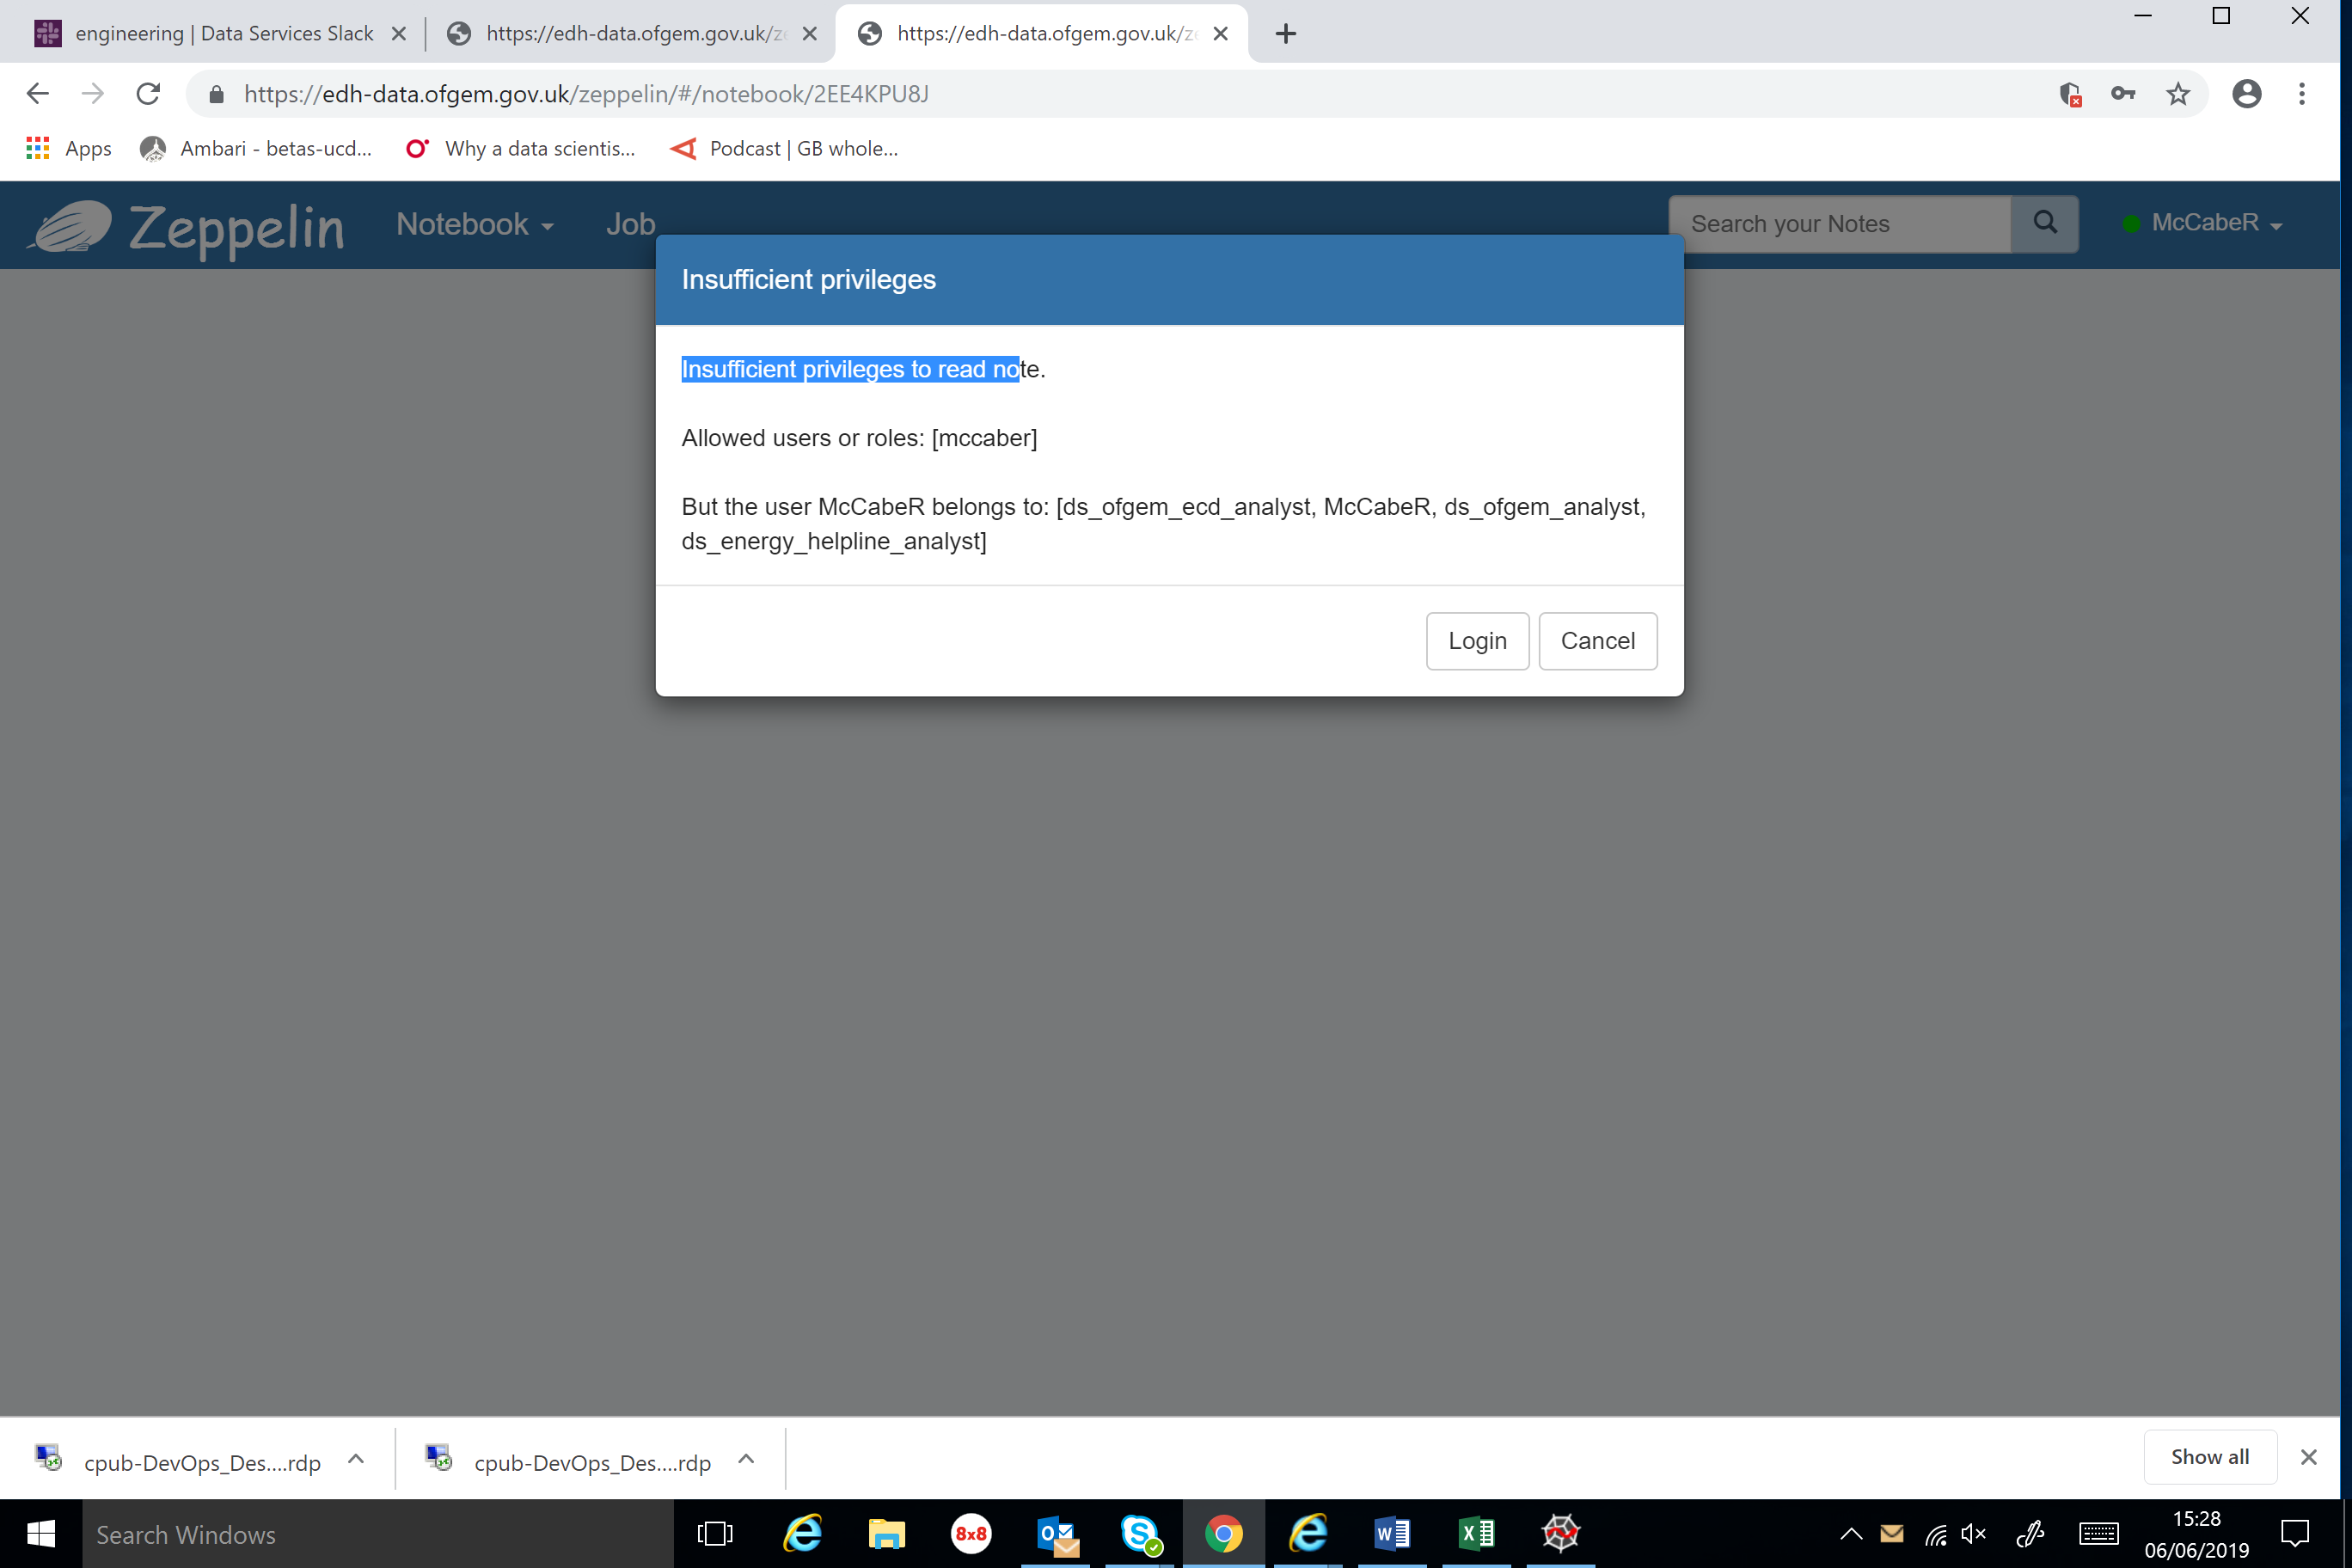 engineering | Data Services Slack
https://edh-data.ofgem.gov.uk/ze
https://edh-data.ofgem.gov.uk/ze
https://edh-data.ofgem.gov.uk/zeppelin/#/notebook/2EE4KPU8J
Apps
Ambari - betas-ucd...
Why a data scientis...
Podcast | GB whole...
Zeppelin
Notebook
Job
Search your Notes
McCabeR
Insufficient privileges
Insufficient privileges to read note.
Allowed users or roles: [mccaber]
But the user McCabeR belongs to: [ds_ofgem_ecd_analyst, McCabeR, ds_ofgem_analyst,
ds_energy_helpline_analyst]
Login
Cancel
cpub-DevOps_Des....rdp
cpub-DevOps_Des....rdp
Show all
Search Windows
8x8
15:28
06/06/2019